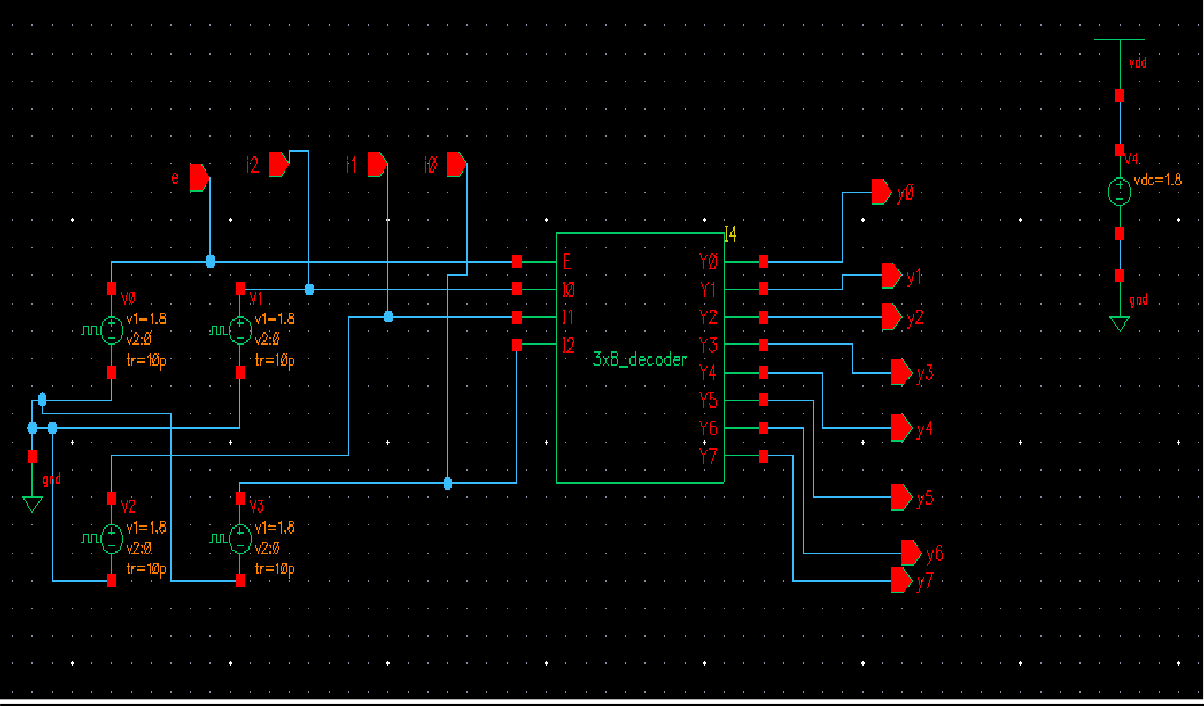 vdd
V4
vdc=1.8
gnd
e
i2
i1
i0
y0
I4
E
I0
I1
I2
3x8_decoder
Y0
Y1
Y2
Y3
Y4
Y5
Y6
Y7
y1
y2
y3
y4
y5
y6
y7
V0
v1=1.8
v2:0
tr=10p
V1
v1=1.8
v2:0
tr=10p
gnd
V2
v1=1.8
v2:0
tr=10p
V3
v1=1.8
v2:0
tr=10p